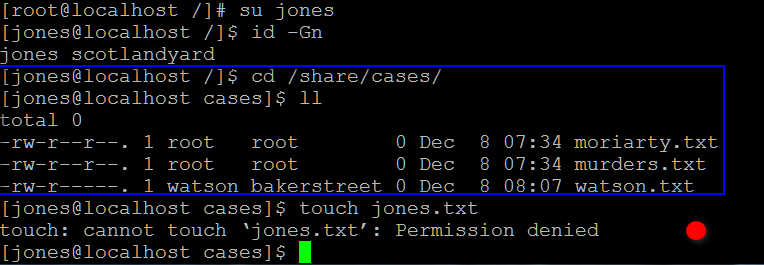 [root@localhost /]# su jones
[jones@localhost /]$ id -Gn
jones scotlandyard
[jones@localhost /]$ cd /share/cases/
[jones@localhost cases]$ ll
total 0
-rw-r--r--. 1 root   root         0 Dec  8 07:34 moriarty.txt
-rw-r--r--. 1 root   root         0 Dec  8 07:34 murders.txt
-rw-r-----. 1 watson bakerstreet 0 Dec  8 08:07 watson.txt
[jones@localhost cases]$ touch jones.txt
touch: cannot touch ‘jones.txt’: Permission denied
[jones@localhost cases]$